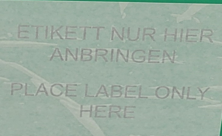 ETIKETT NUR HIER
ANBRINGEN
PLACE LABEL ONLY
HERE